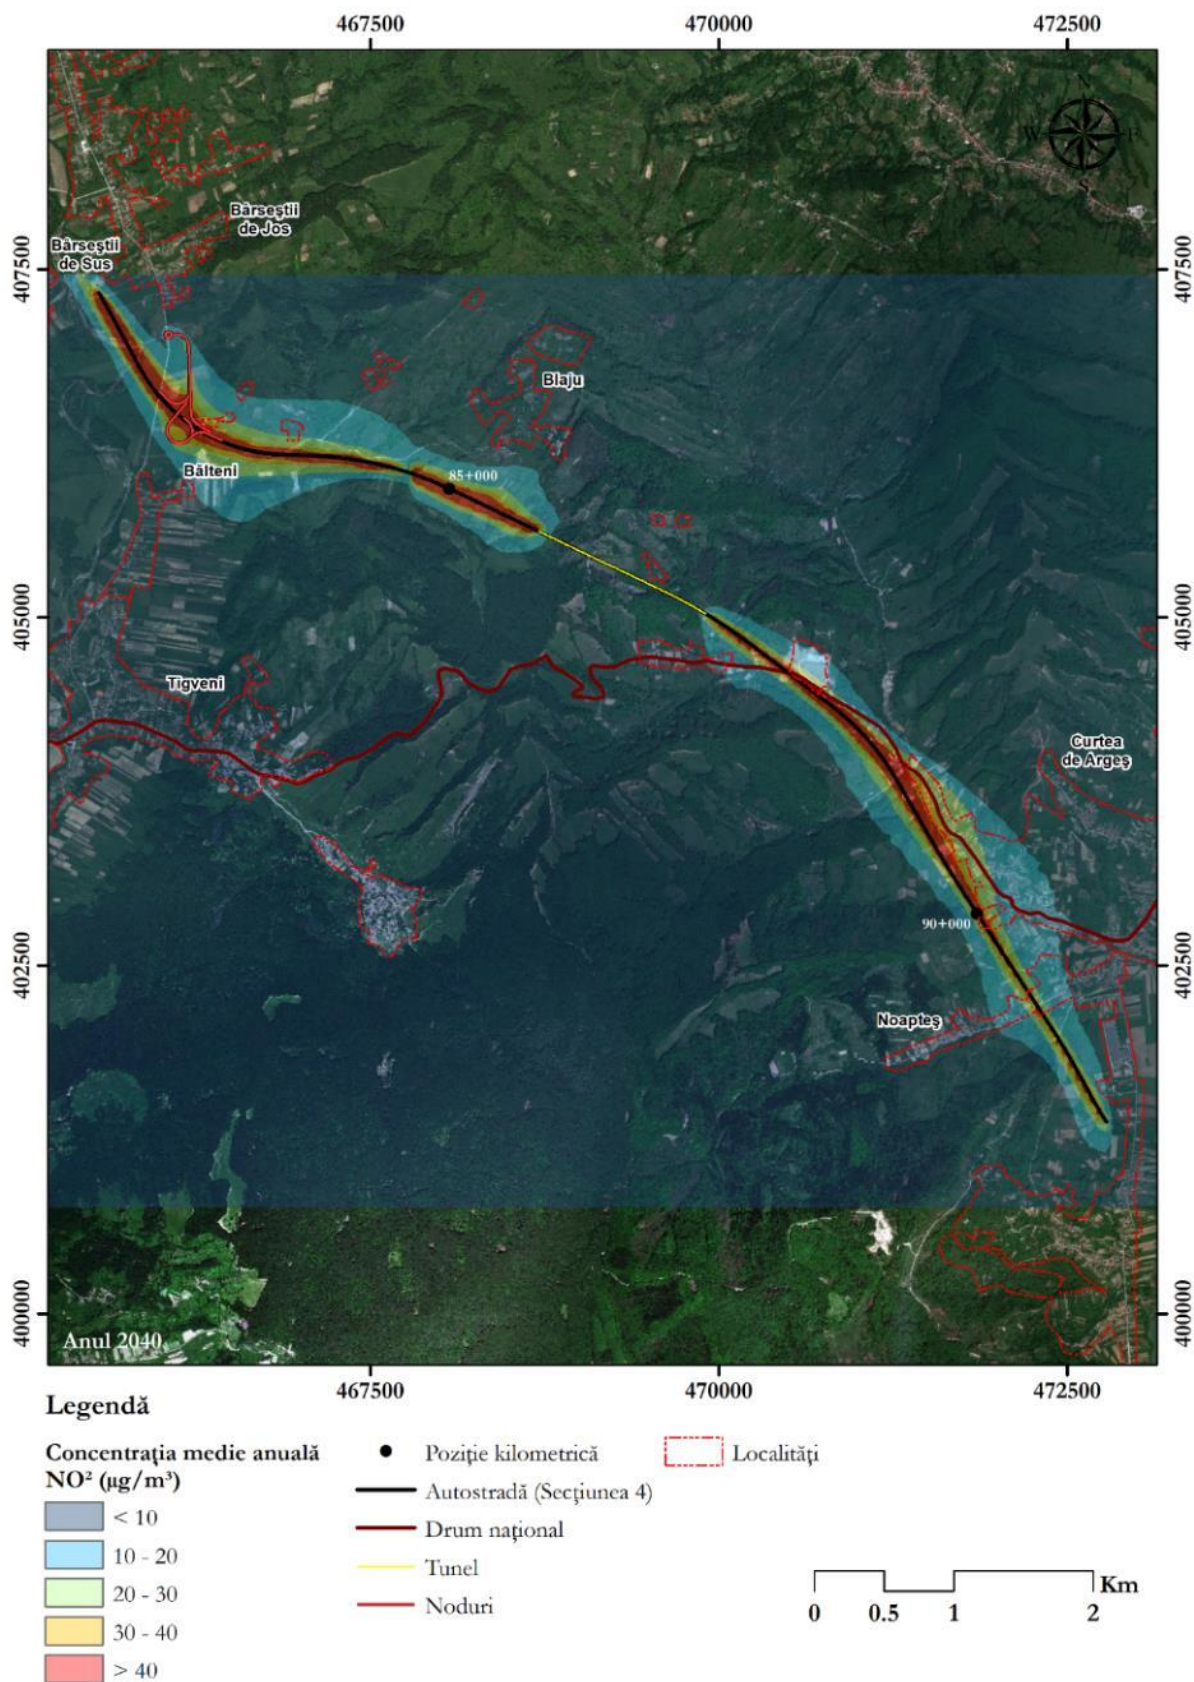 467500 470000 472500
N
W E
S
Bârseştii
de Jos
Bârseştii
de Sus
407500 407500
Blaju
Bălteni
85+000
405000 405000
Tigveni
Curtea
de Argeş
90+000
402500 402500
Noapteş
400000 400000
Anul 2040
467500 470000 472500
Legendă
Concentraţia medie anuală
NO² (µg/m³)
< 10
10 - 20
20 - 30
30 - 40
> 40
Poziţie kilometrică
Autostradă (Secţiunea 4)
Drum naţional
Tunel
Noduri
Localităţi
Km
0 0.5 1 2